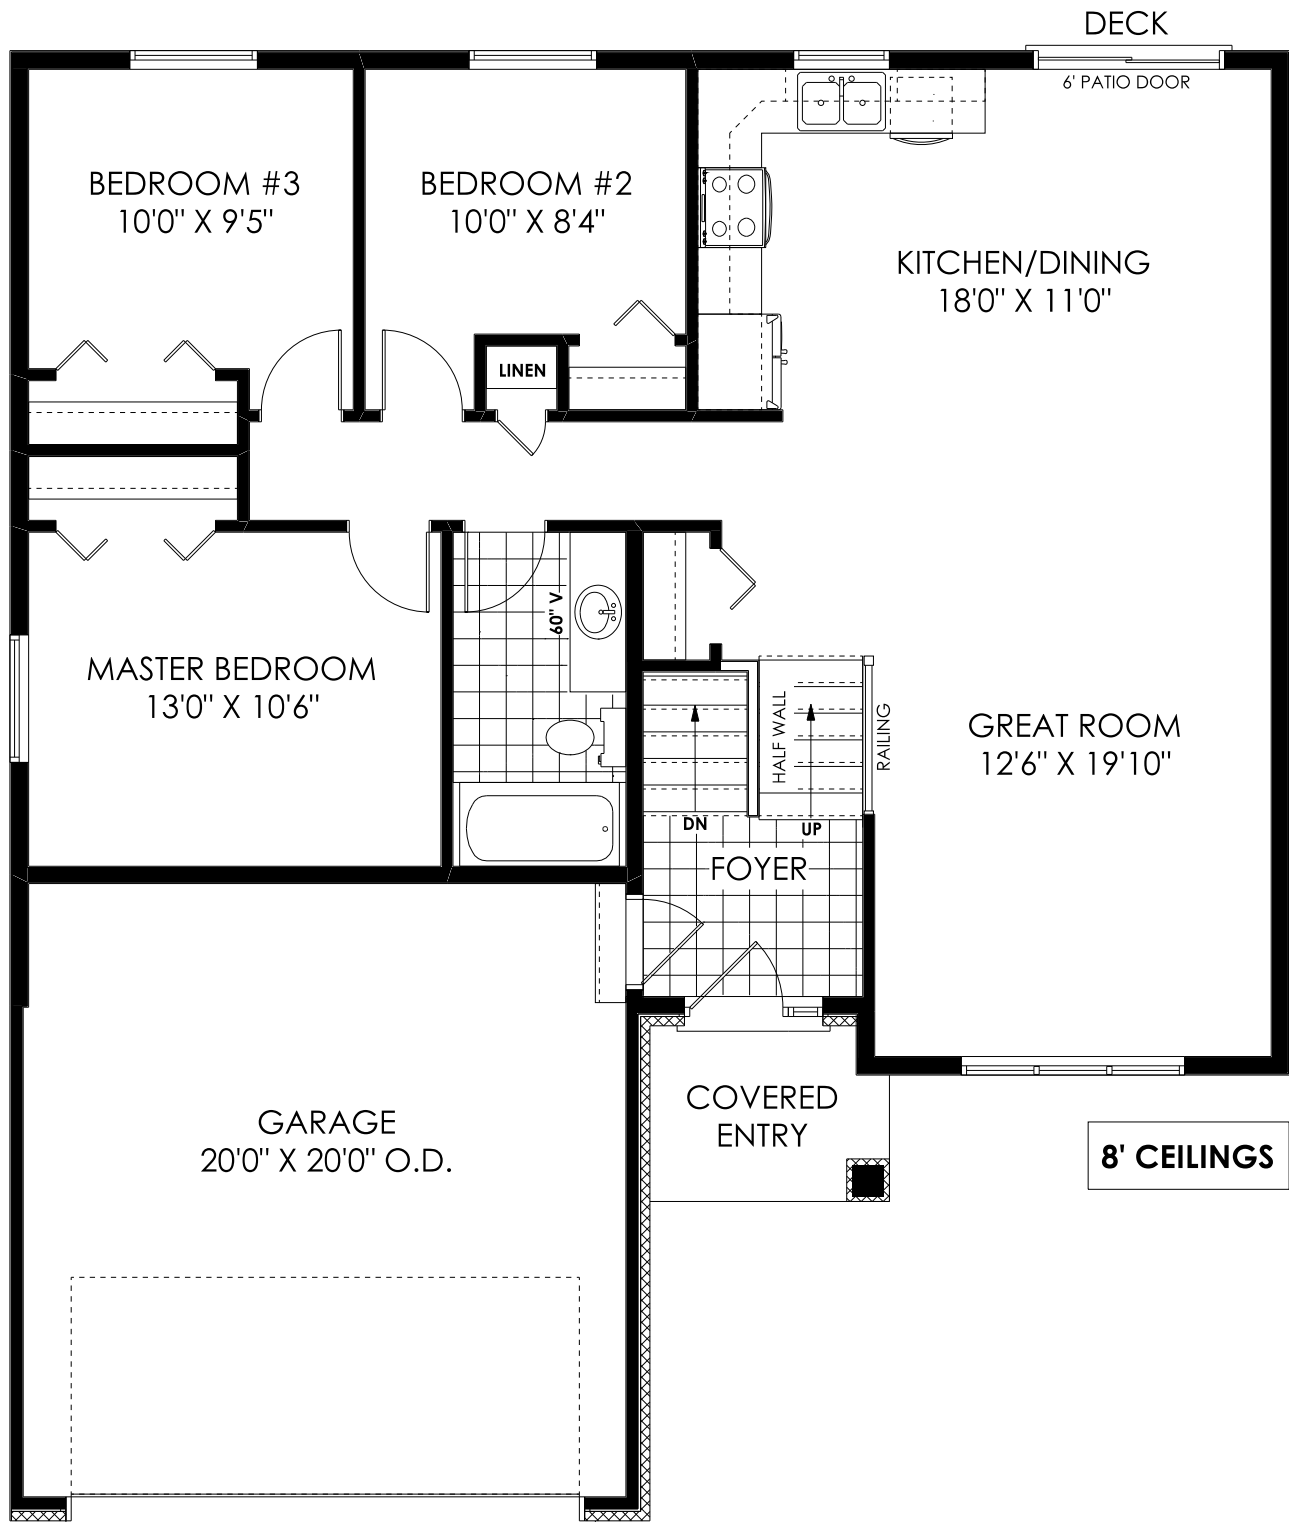 DECK
6' PATIO DOOR
BEDROOM #3
10'0" X 9'5"
BEDROOM #2
10'0" X 8'4"
KITCHEN/DINING
18'0" X 11'0"
LINEN
60" V
MASTER BEDROOM
13'0" X 10'6"
HALF WALL
RAILING
GREAT ROOM
12'6" X 19'10"
DN
UP
FOYER
COVERED
ENTRY
GARAGE
20'0" X 20'0" O.D.
8' CEILINGS